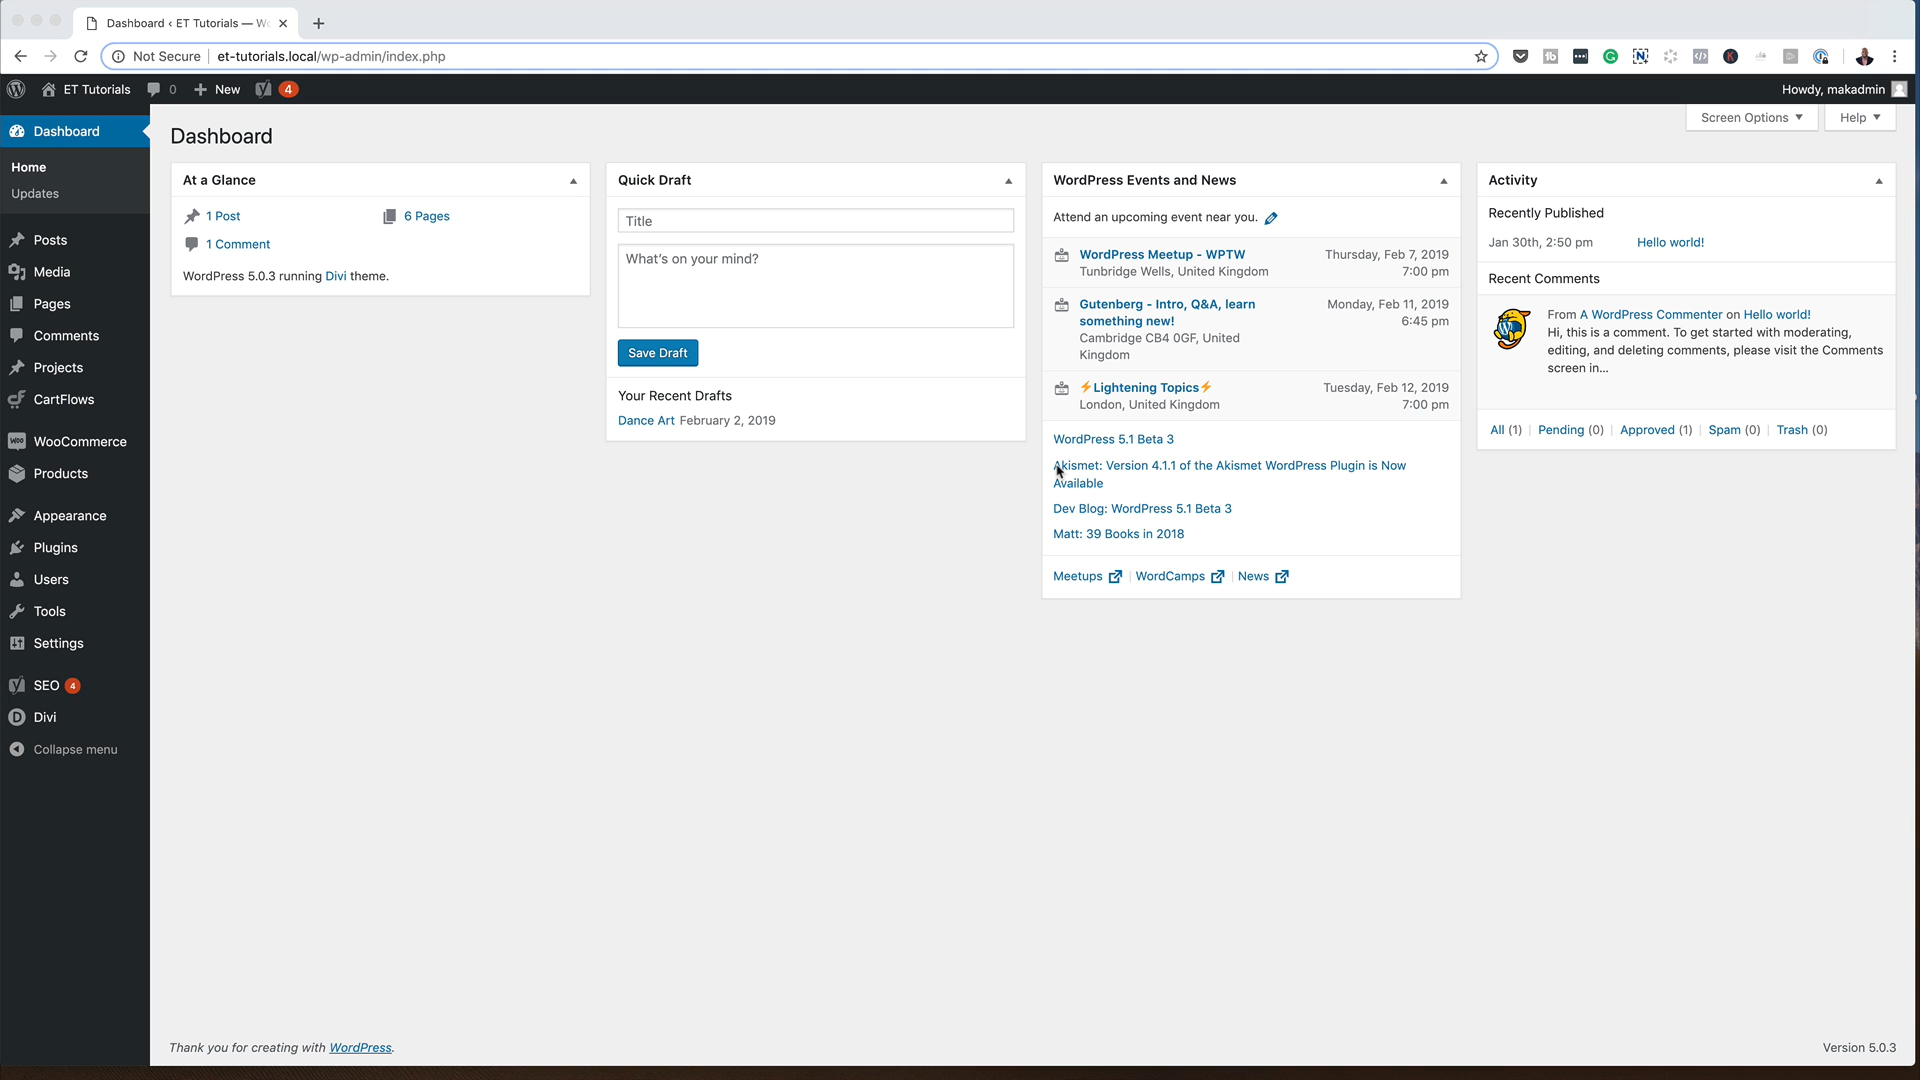 Dashboard ‹ ET Tutorials — W
Not Secure
et-tutorials.local/wp-admin/index.php
ET Tutorials
0
New
4
Howdy, makadmin
Dashboard
Home
Updates
Posts
Media
Pages
Comments
Projects
CartFlows
WooCommerce
Products
Appearance
Plugins
Users
Tools
Settings
SEO 4
Divi
Collapse menu
Screen Options
Help
Dashboard
At a Glance
1 Post
6 Pages
1 Comment
WordPress 5.0.3 running Divi theme.
Quick Draft
Title
What's on your mind?
Save Draft
Your Recent Drafts
Dance Art February 2, 2019
WordPress Events and News
Attend an upcoming event near you.
WordPress Meetup - WPTW
Thursday, Feb 7, 2019
Tunbridge Wells, United Kingdom
7:00 pm
Gutenberg - Intro, Q&A, learn
Monday, Feb 11, 2019
something new!
6:45 pm
Cambridge CB4 0GF, United
Kingdom
⚡Lightening Topics⚡
Tuesday, Feb 12, 2019
London, United Kingdom
7:00 pm
WordPress 5.1 Beta 3
Akismet: Version 4.1.1 of the Akismet WordPress Plugin is Now
Available
Dev Blog: WordPress 5.1 Beta 3
Matt: 39 Books in 2018
Meetups | WordCamps | News
Activity
Recently Published
Jan 30th, 2:50 pm
Hello world!
Recent Comments
From A WordPress Commenter on Hello world!
Hi, this is a comment. To get started with moderating,
editing, and deleting comments, please visit the Comments
screen in...
All (1) | Pending (0) | Approved (1) | Spam (0) | Trash (0)
Thank you for creating with WordPress.
Version 5.0.3